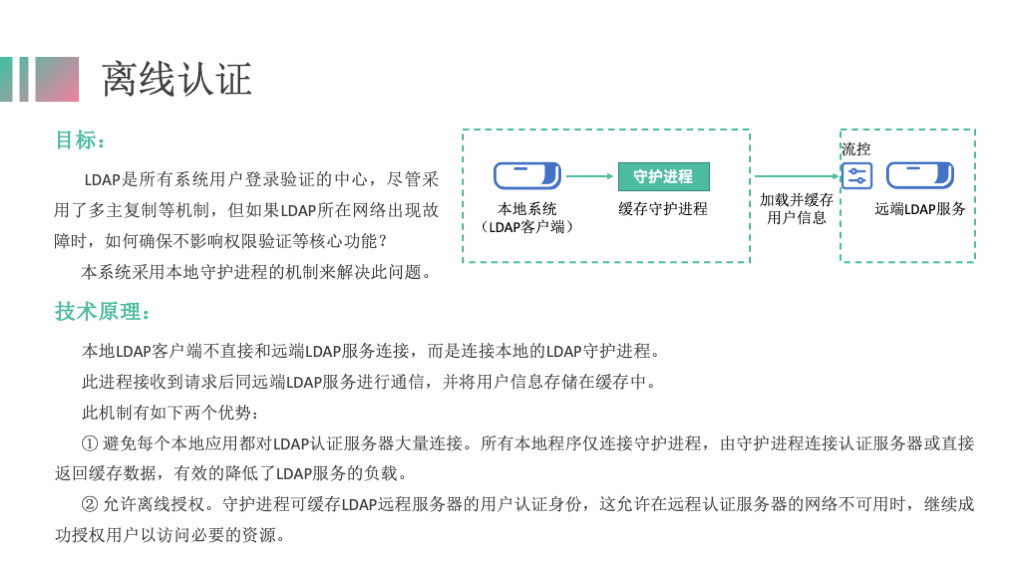 离线认证
目标：
LDAP是所有系统用户登录验证的中心，尽管采
用了多主复制等机制，但如果LDAP所在网络出现故
障时，如何确保不影响权限验证等核心功能？
本系统采用本地守护进程的机制来解决此问题。
流控
守护进程
本地系统
（LDAP客户端）
缓存守护进程
加载并缓存
用户信息
远端LDAP服务
技术原理：
本地LDAP客户端不直接和远端LDAP服务连接，而是连接本地的LDAP守护进程。
此进程接收到请求后同远端LDAP服务进行通信，并将用户信息存储在缓存中。
此机制有如下两个优势：
① 避免每个本地应用都对LDAP认证服务器大量连接。所有本地程序仅连接守护进程，由守护进程连接认证服务器或直接
返回缓存数据，有效的降低了LDAP服务的负载。
② 允许离线授权。守护进程可缓存LDAP远程服务器的用户认证身份，这允许在远程认证服务器的网络不可用时，继续成
功授权用户以访问必要的资源。